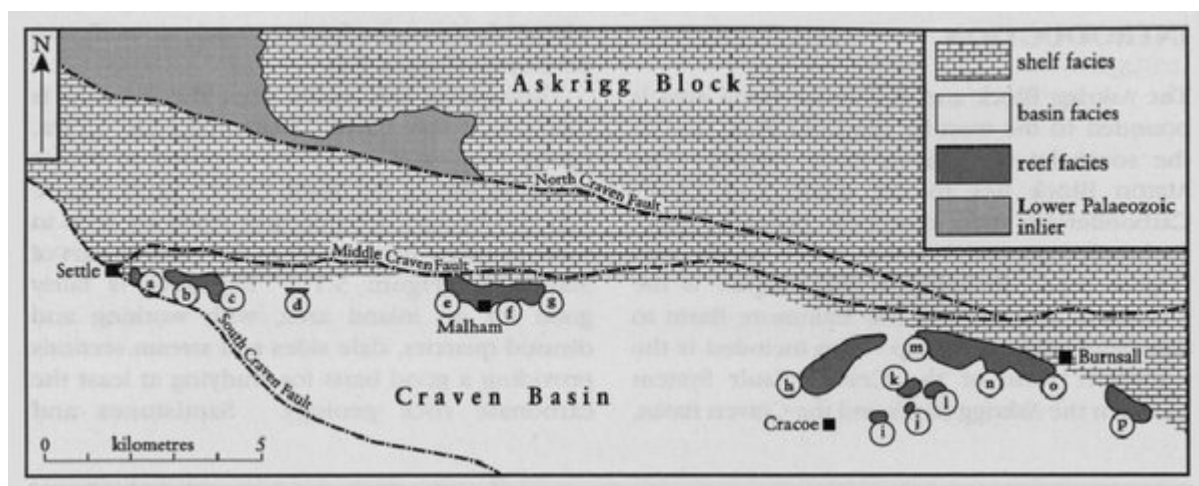 N
Askrigg Block
shelf facies
basin facies
reef facies
Lower Palaeozoic
inlier
North Craven Fault
Middle Craven Fault
Settle
a
b
c
d
e
f
g
Malham
South Craven Fault
Craven Basin
h
m
k
l
n
o
Burnsall
i
j
p
Cracoe
0 kilometres 5